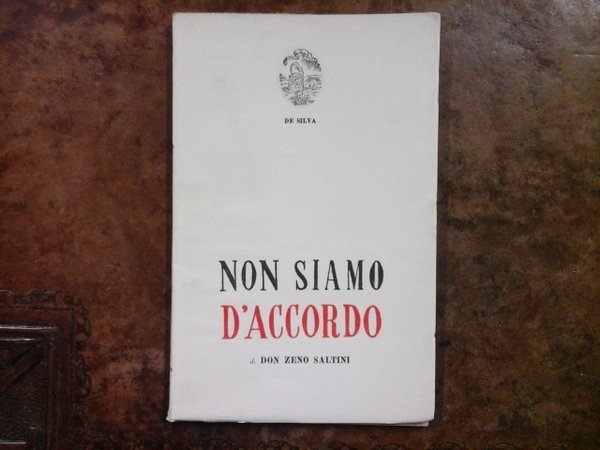 DE SILVA
NON SIAMO
D'ACCORDO
di DON ZENO SALTINI